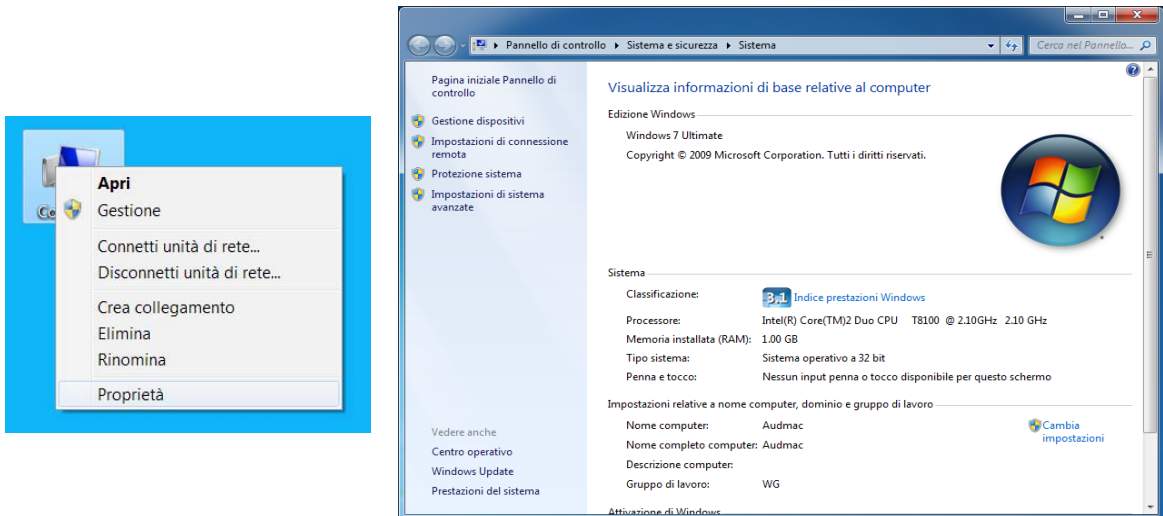 Apri
Gestione
Connetti unità di rete...
Disconnetti unità di rete...
Crea collegamento
Elimina
Rinomina
Proprietà
Pannello di controllo Sistema e sicurezza Sistema
Cerca nel Pannello...
Pagina iniziale Pannello di
controllo
Gestione dispositivi
Impostazioni di connessione
remota
Protezione sistema
Impostazioni di sistema
avanzate
Vedere anche
Centro operativo
Windows Update
Prestazioni del sistema
Visualizza informazioni di base relative al computer
Edizione Windows
Windows 7 Ultimate
Copyright © 2009 Microsoft Corporation. Tutti i diritti riservati.
Sistema
Classificazione: 3,1 Indice prestazioni Windows
Processore: Intel(R) Core(TM)2 Duo CPU T8100 @ 2.10GHz 2.10 GHz
Memoria installata (RAM): 1.00 GB
Tipo sistema: Sistema operativo a 32 bit
Penna e tocco: Nessun input penna o tocco disponibile per questo schermo
Impostazioni relative a nome computer, dominio e gruppo di lavoro
Nome computer: Audmac
Cambia
impostazioni
Nome completo computer: Audmac
Descrizione computer:
Gruppo di lavoro: WG
Attivazione di Windows